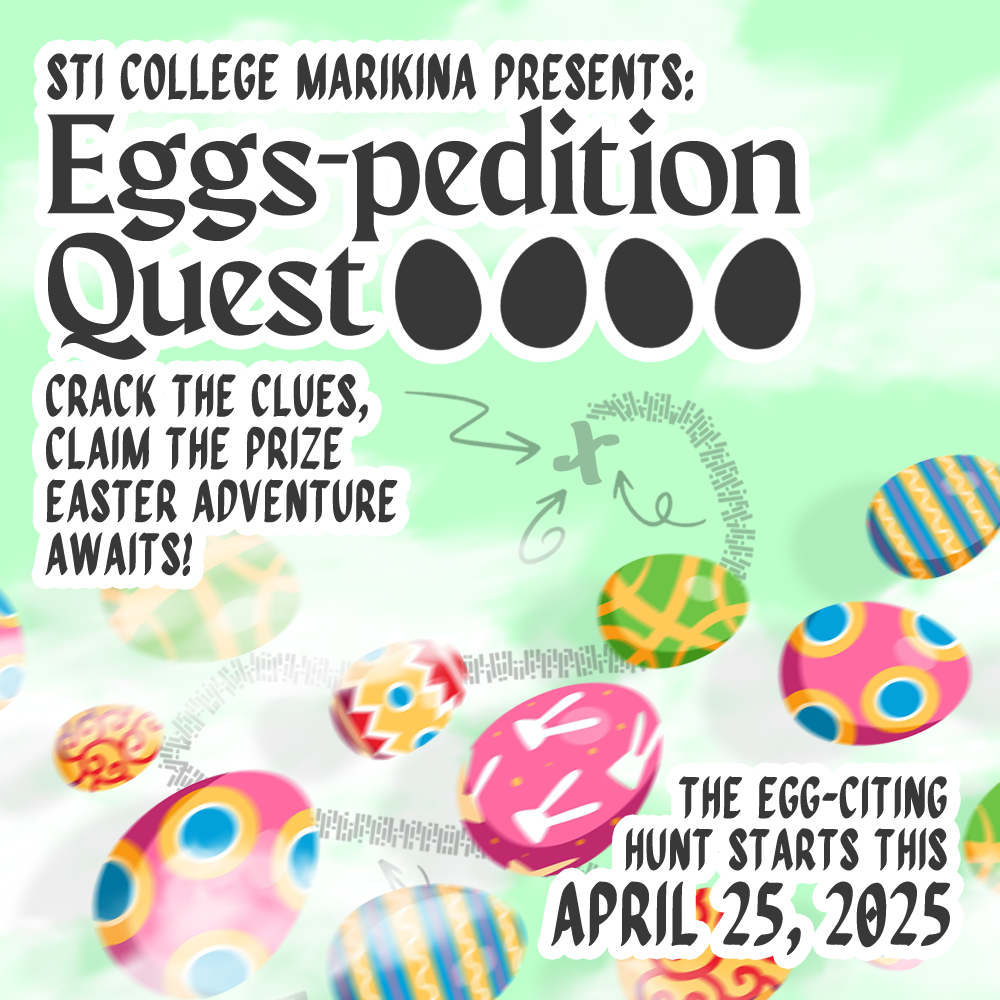 STI COLLEGE MARIKINA PRESENTS:
Eggs-pedition
Quest
CRACK THE CLUES,
CLAIM THE PRIZE
EASTER ADVENTURE
AWAITS!
x
THE EGG-CITING
HUNT STARTS THIS
APRIL 25, 2025